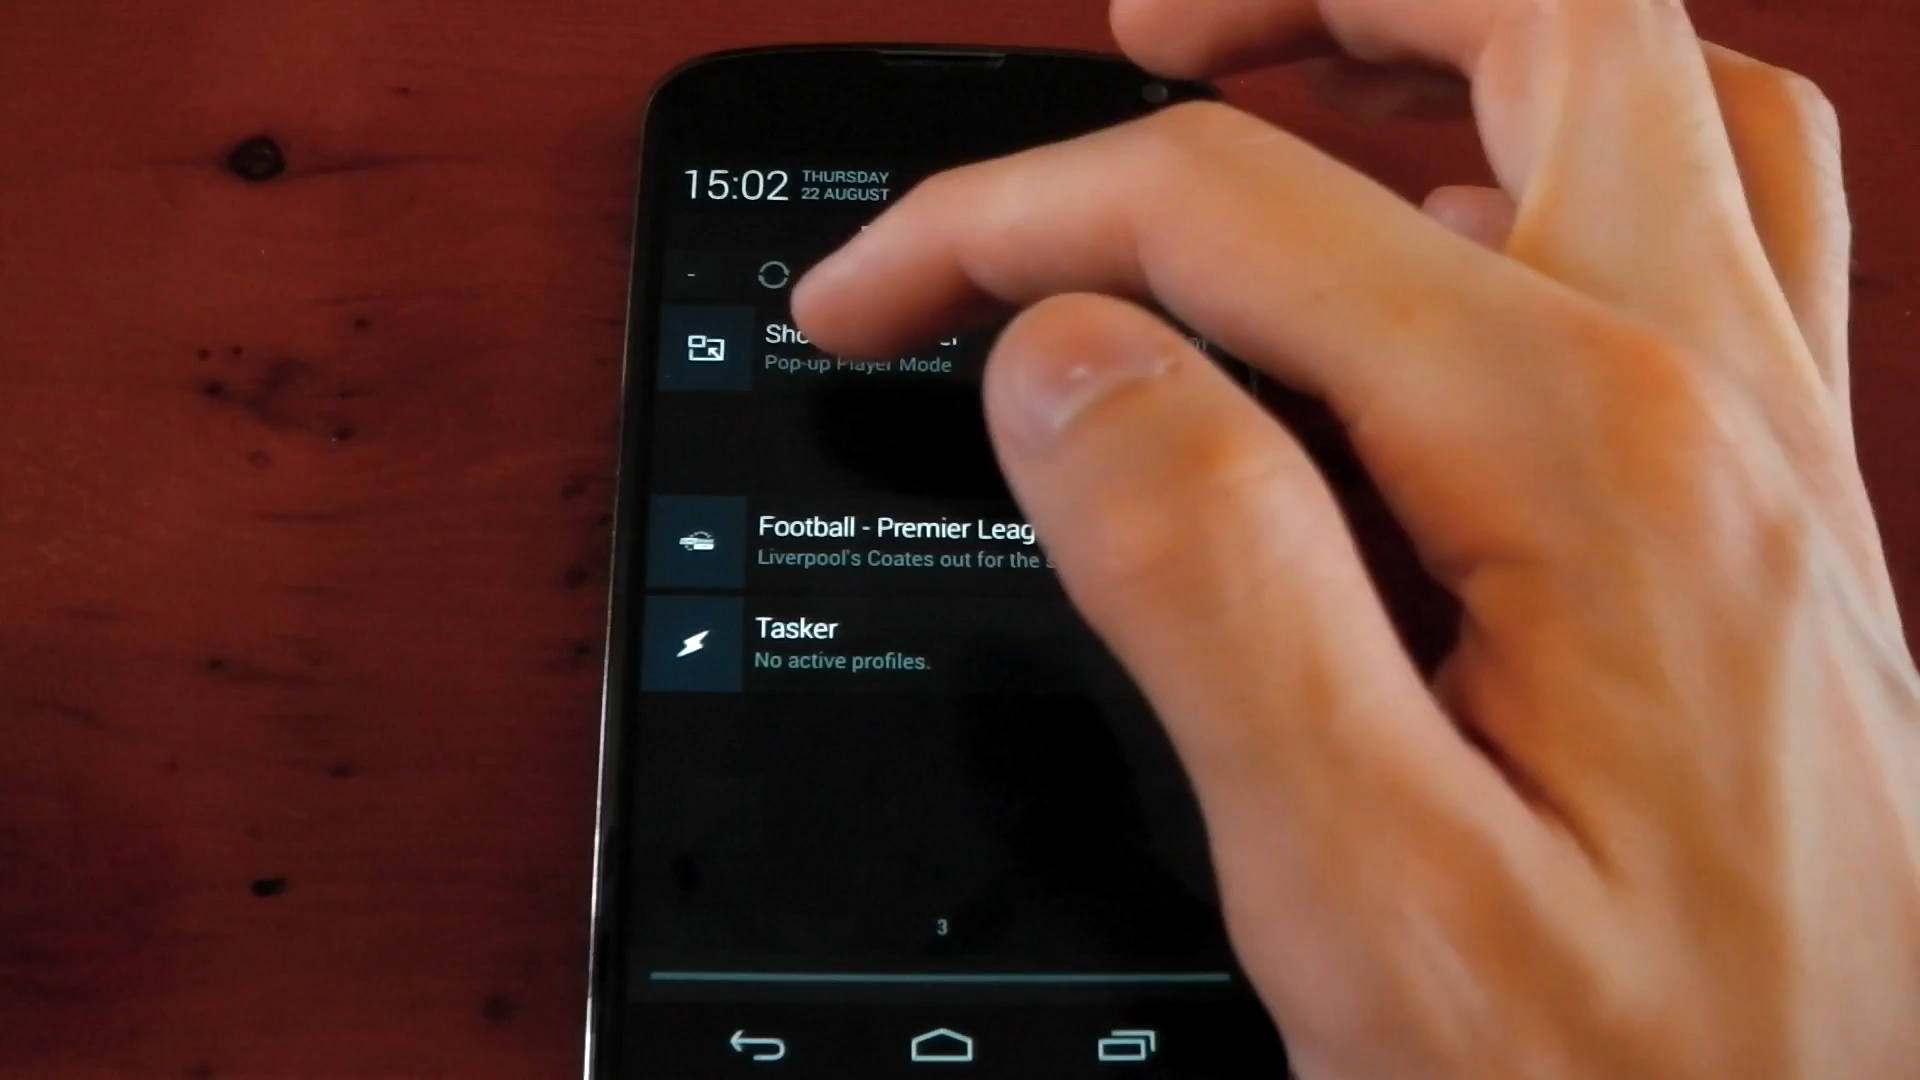 15:02
THURSDAY
22 AUGUST
Pop-up Player Mode
Football - Premier
Liverpool's Coates out for the
Tasker
No active profiles.
3